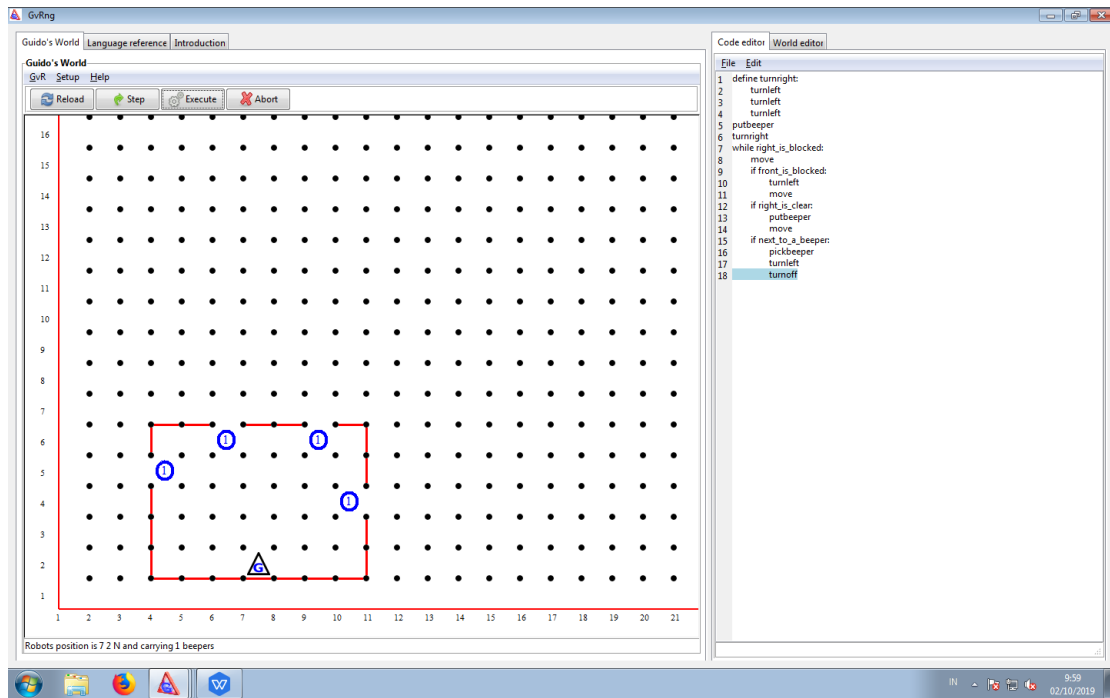 GvRng
Guido's World Language reference Introduction
Guido's World
GvR Setup Help
Reload Step Execute Abort
16
15
14
13
12
11
10
9
8
7
6
5
4
3
2
1
1
1
1
1
G
1 2 3 4 5 6 7 8 9 10 11 12 13 14 15 16 17 18 19 20 21
Robots position is 7 2 N and carrying 1 beepers
Code editor World editor
File Edit
1 define turnright:
2 turnleft
3 turnleft
4 turnleft
5 putbeeper
6 turnright
7 while right_is_blocked:
8 move
9 if front_is_blocked:
10 turnleft
11 move
12 if right_is_clear:
13 putbeeper
14 move
15 if next_to_a_beeper:
16 pickbeeper
17 turnleft
18 turnoff
IN
9:59
02/10/2019